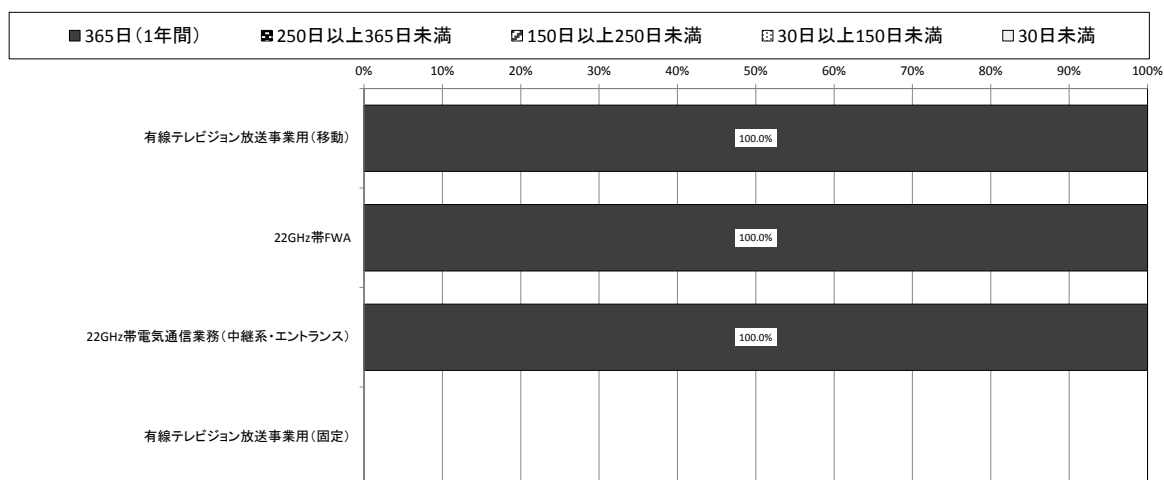 365日(1年間) 250日以上365日未満 150日以上250日未満 30日以上150日未満 30日未満
0% 10% 20% 30% 40% 50% 60% 70% 80% 90% 100%
有線テレビジョン放送事業用(移動) 100.0%
22GHz帯FWA 100.0%
22GHz帯電気通信業務(中継系・エントランス) 100.0%
有線テレビジョン放送事業用(固定)